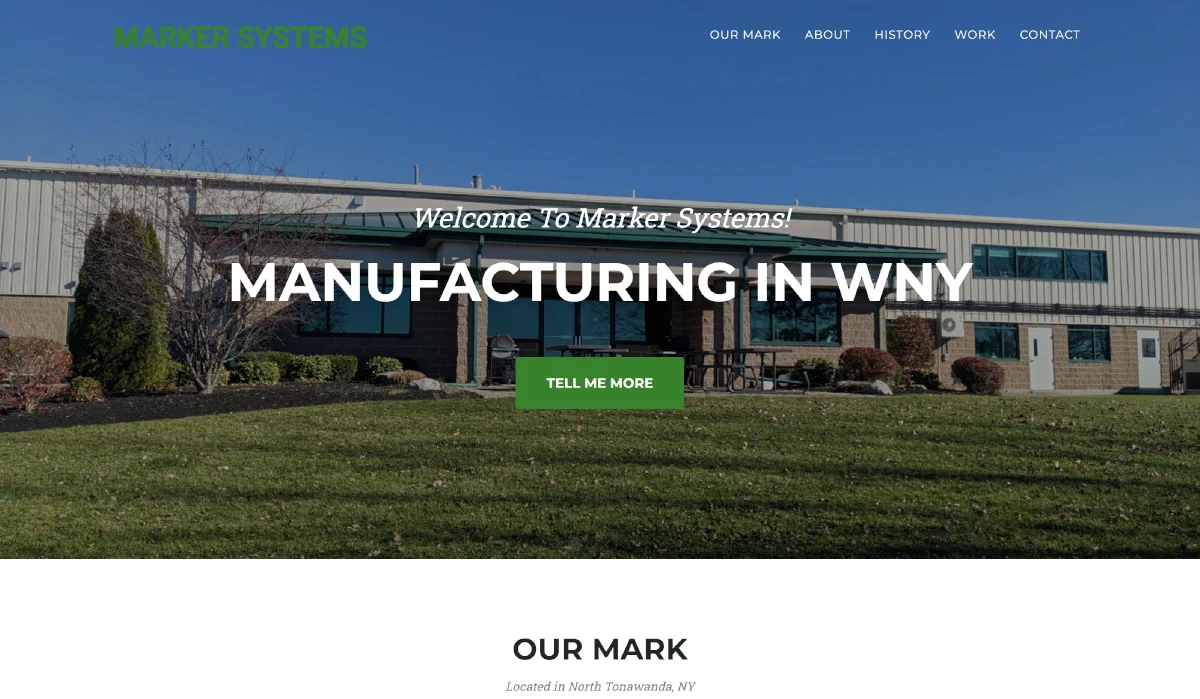 MARKER SYSTEMS
OUR MARK
ABOUT
HISTORY
WORK
CONTACT
Welcome To Marker Systems!
MANUFACTURING IN WNY
TELL ME MORE
OUR MARK
Located in North Tonawanda, NY